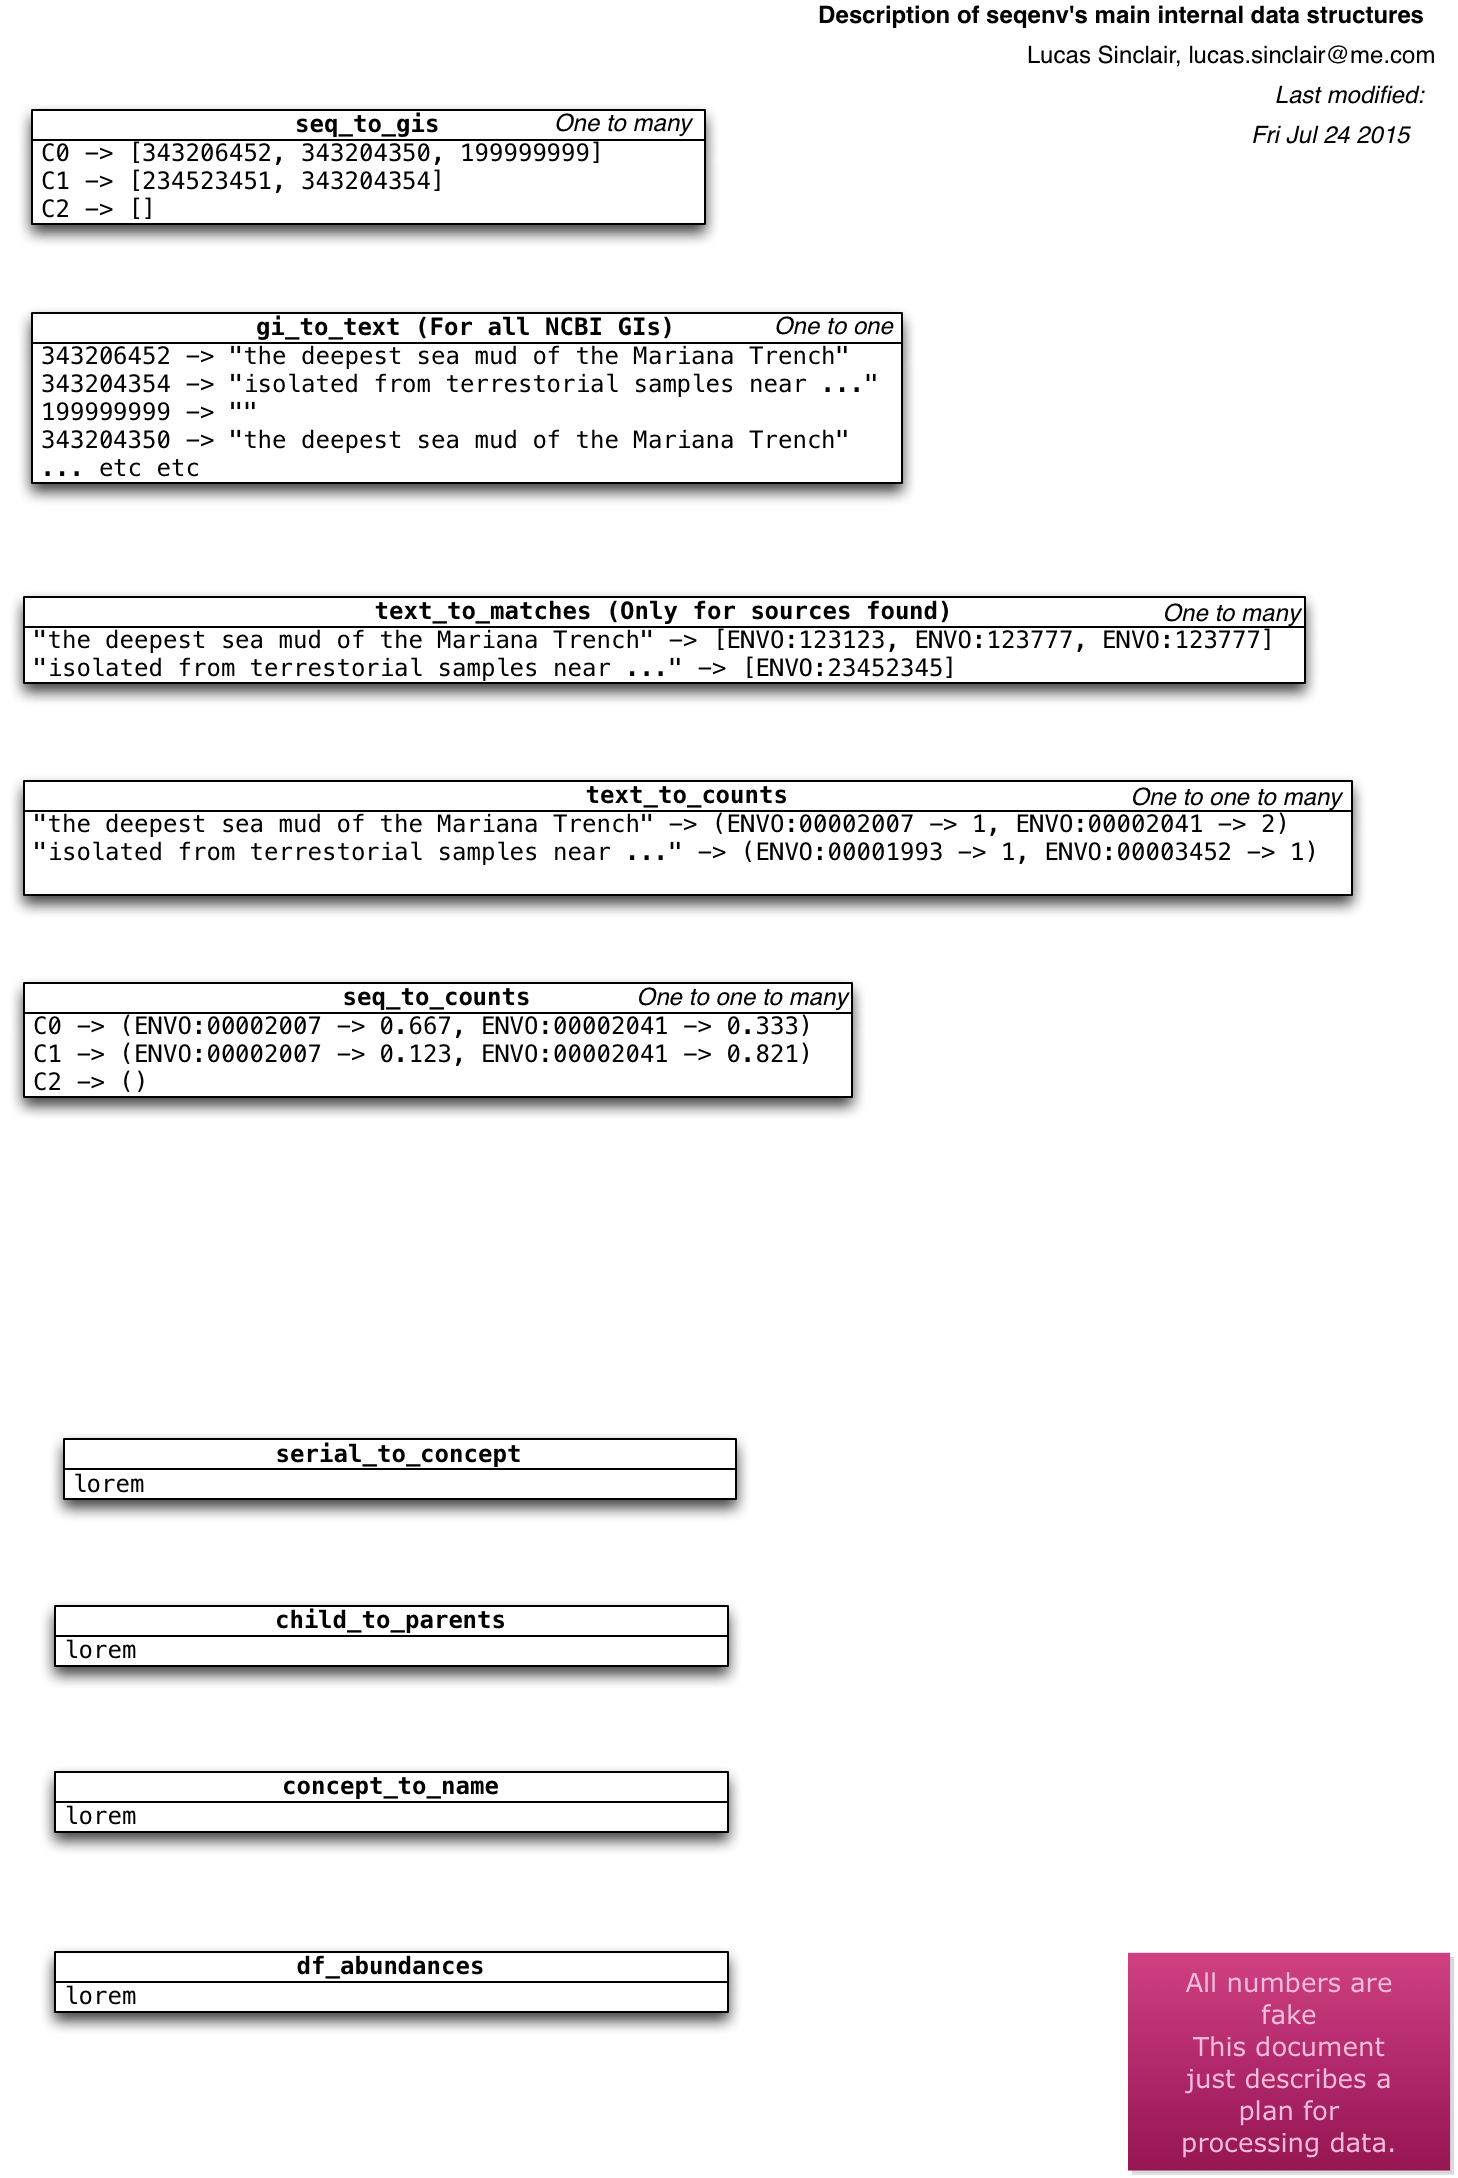 Description of seqenv's main internal data structures
Lucas Sinclair, lucas.sinclair@me.com
Last modified:
Fri Jul 24 2015
seq_to_gis One to many
C0 –> [343206452, 343204350, 199999999]
C1 –> [234523451, 343204354]
C2 –> []
gi_to_text (For all NCBI GIs) One to one
343206452 –> "the deepest sea mud of the Mariana Trench"
343204354 –> "isolated from terrestorial samples near ..."
199999999 –> ""
343204350 –> "the deepest sea mud of the Mariana Trench"
... etc etc
text_to_matches (Only for sources found) One to many
"the deepest sea mud of the Mariana Trench" –> [ENVO:123123, ENVO:123777, ENVO:123777]
"isolated from terrestorial samples near ..." –> [ENVO:23452345]
text_to_counts One to one to many
"the deepest sea mud of the Mariana Trench" –> (ENVO:00002007 –> 1, ENVO:00002041 –> 2)
"isolated from terrestorial samples near ..." –> (ENVO:00001993 –> 1, ENVO:00003452 –> 1)
seq_to_counts One to one to many
C0 –> (ENVO:00002007 –> 0.667, ENVO:00002041 –> 0.333)
C1 –> (ENVO:00002007 –> 0.123, ENVO:00002041 –> 0.821)
C2 –> ()
serial_to_concept
lorem
child_to_parents
lorem
concept_to_name
lorem
df_abundances
lorem
All numbers are
fake
This document
just describes a
plan for
processing data.